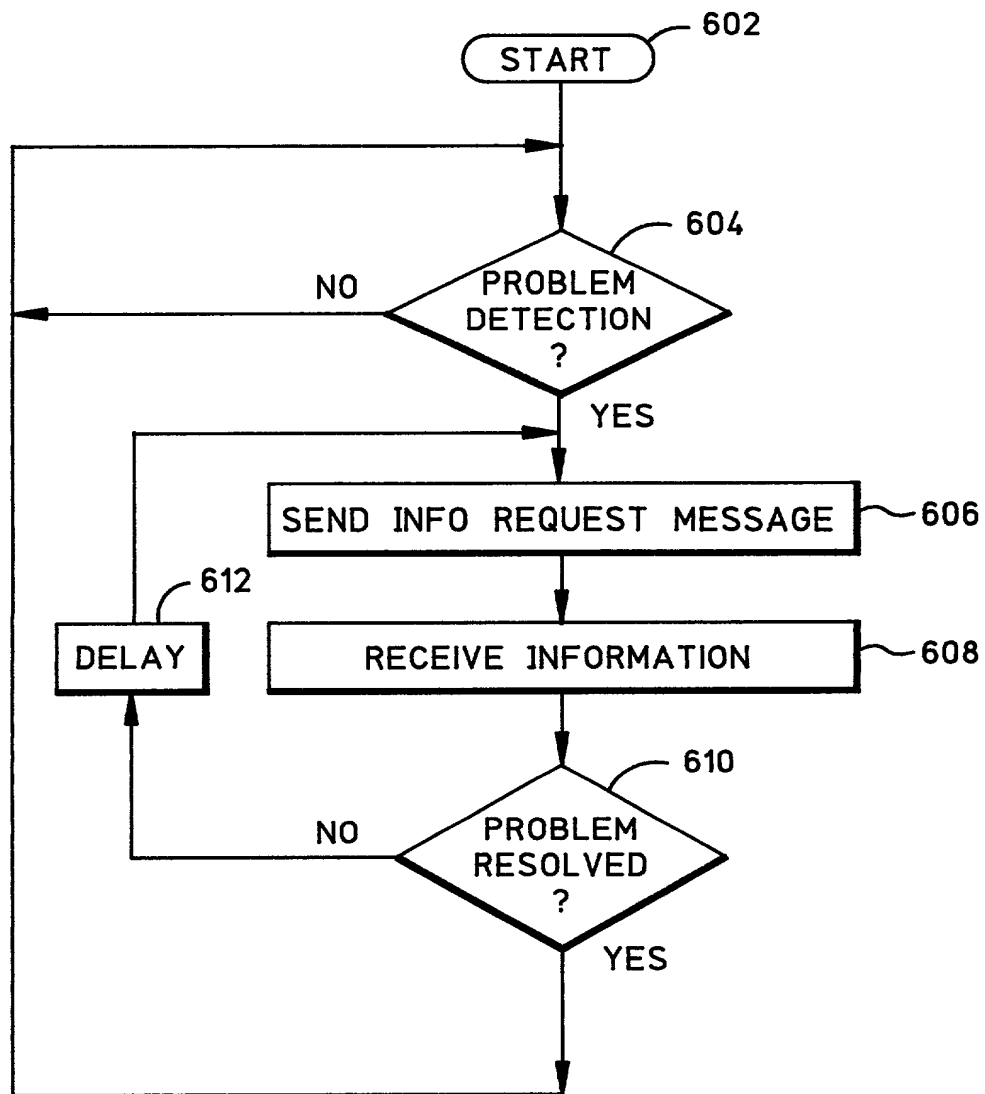 602
START
604
NO
PROBLEM
DETECTION
?
YES
SEND INFO REQUEST MESSAGE
606
612
DELAY
RECEIVE INFORMATION
608
610
NO
PROBLEM
RESOLVED
?
YES